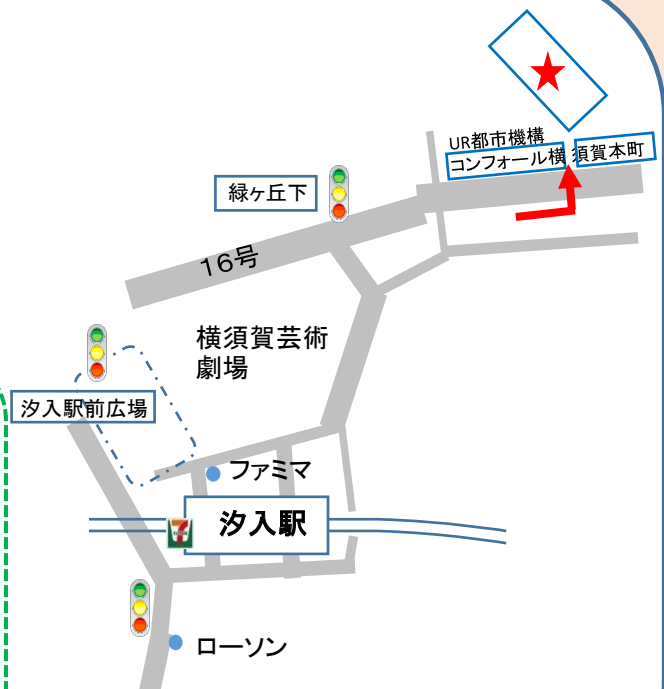 UR都市機構
コンフォール横須賀本町
緑ヶ丘下
16号
横須賀芸術
劇場
汐入駅前広場
ファミマ
7
汐入駅
ローソン